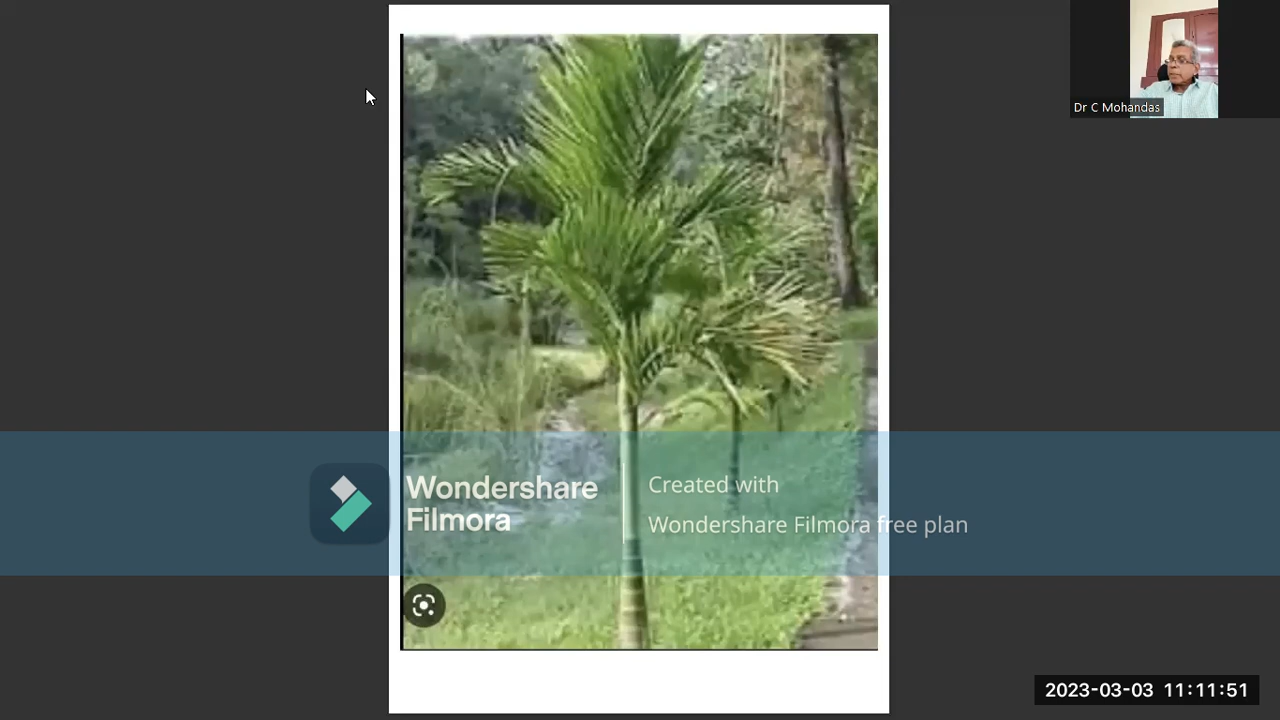 Dr C Mohandas
Wondershare
Filmora
Created with
Wondershare Filmora free plan
2023-03-03 11:11:51